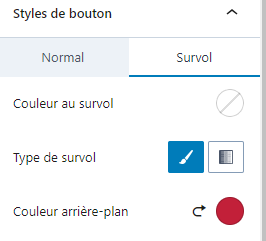 Styles de bouton
Normal Survol
Couleur au survol
Type de survol
Couleur arrière-plan